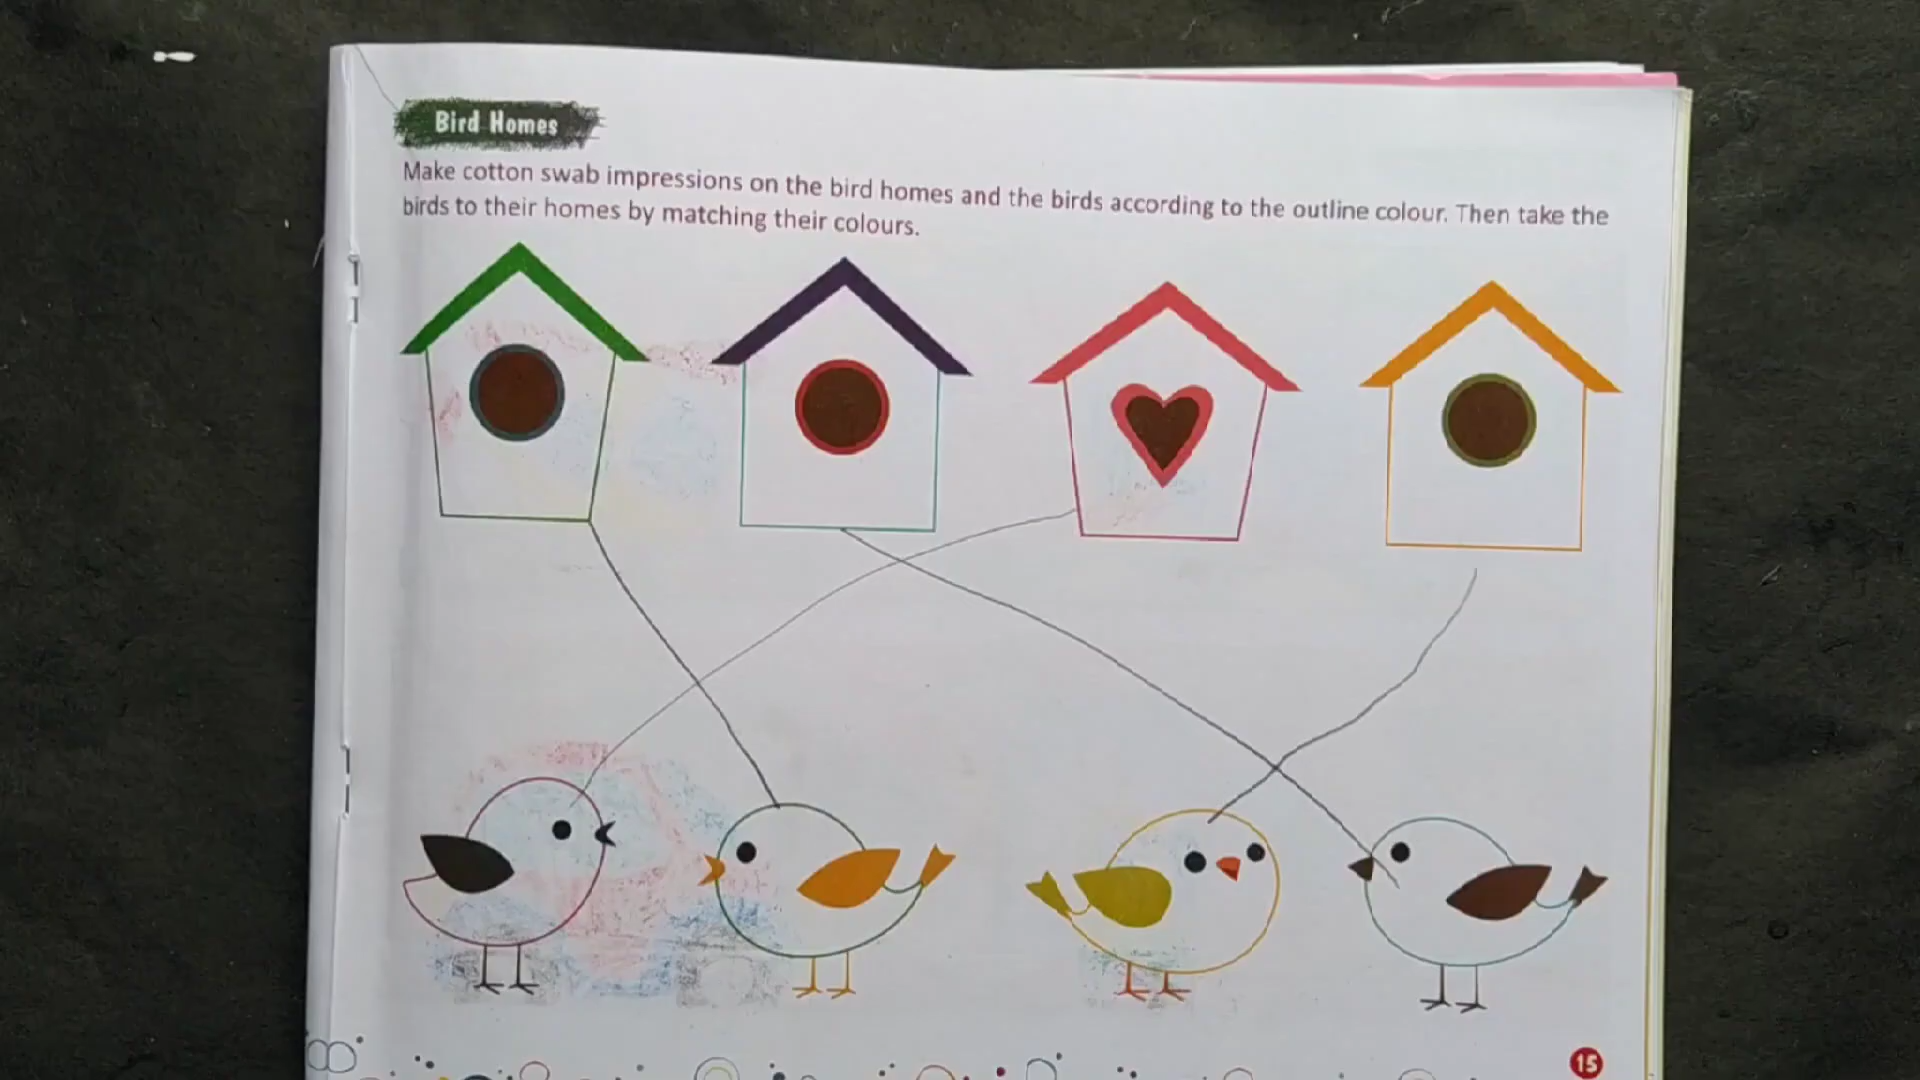 Bird Homes
Make cotton swab impressions on the bird homes and the birds according to the outline colour. Then take the
birds to their homes by matching their colours.
15